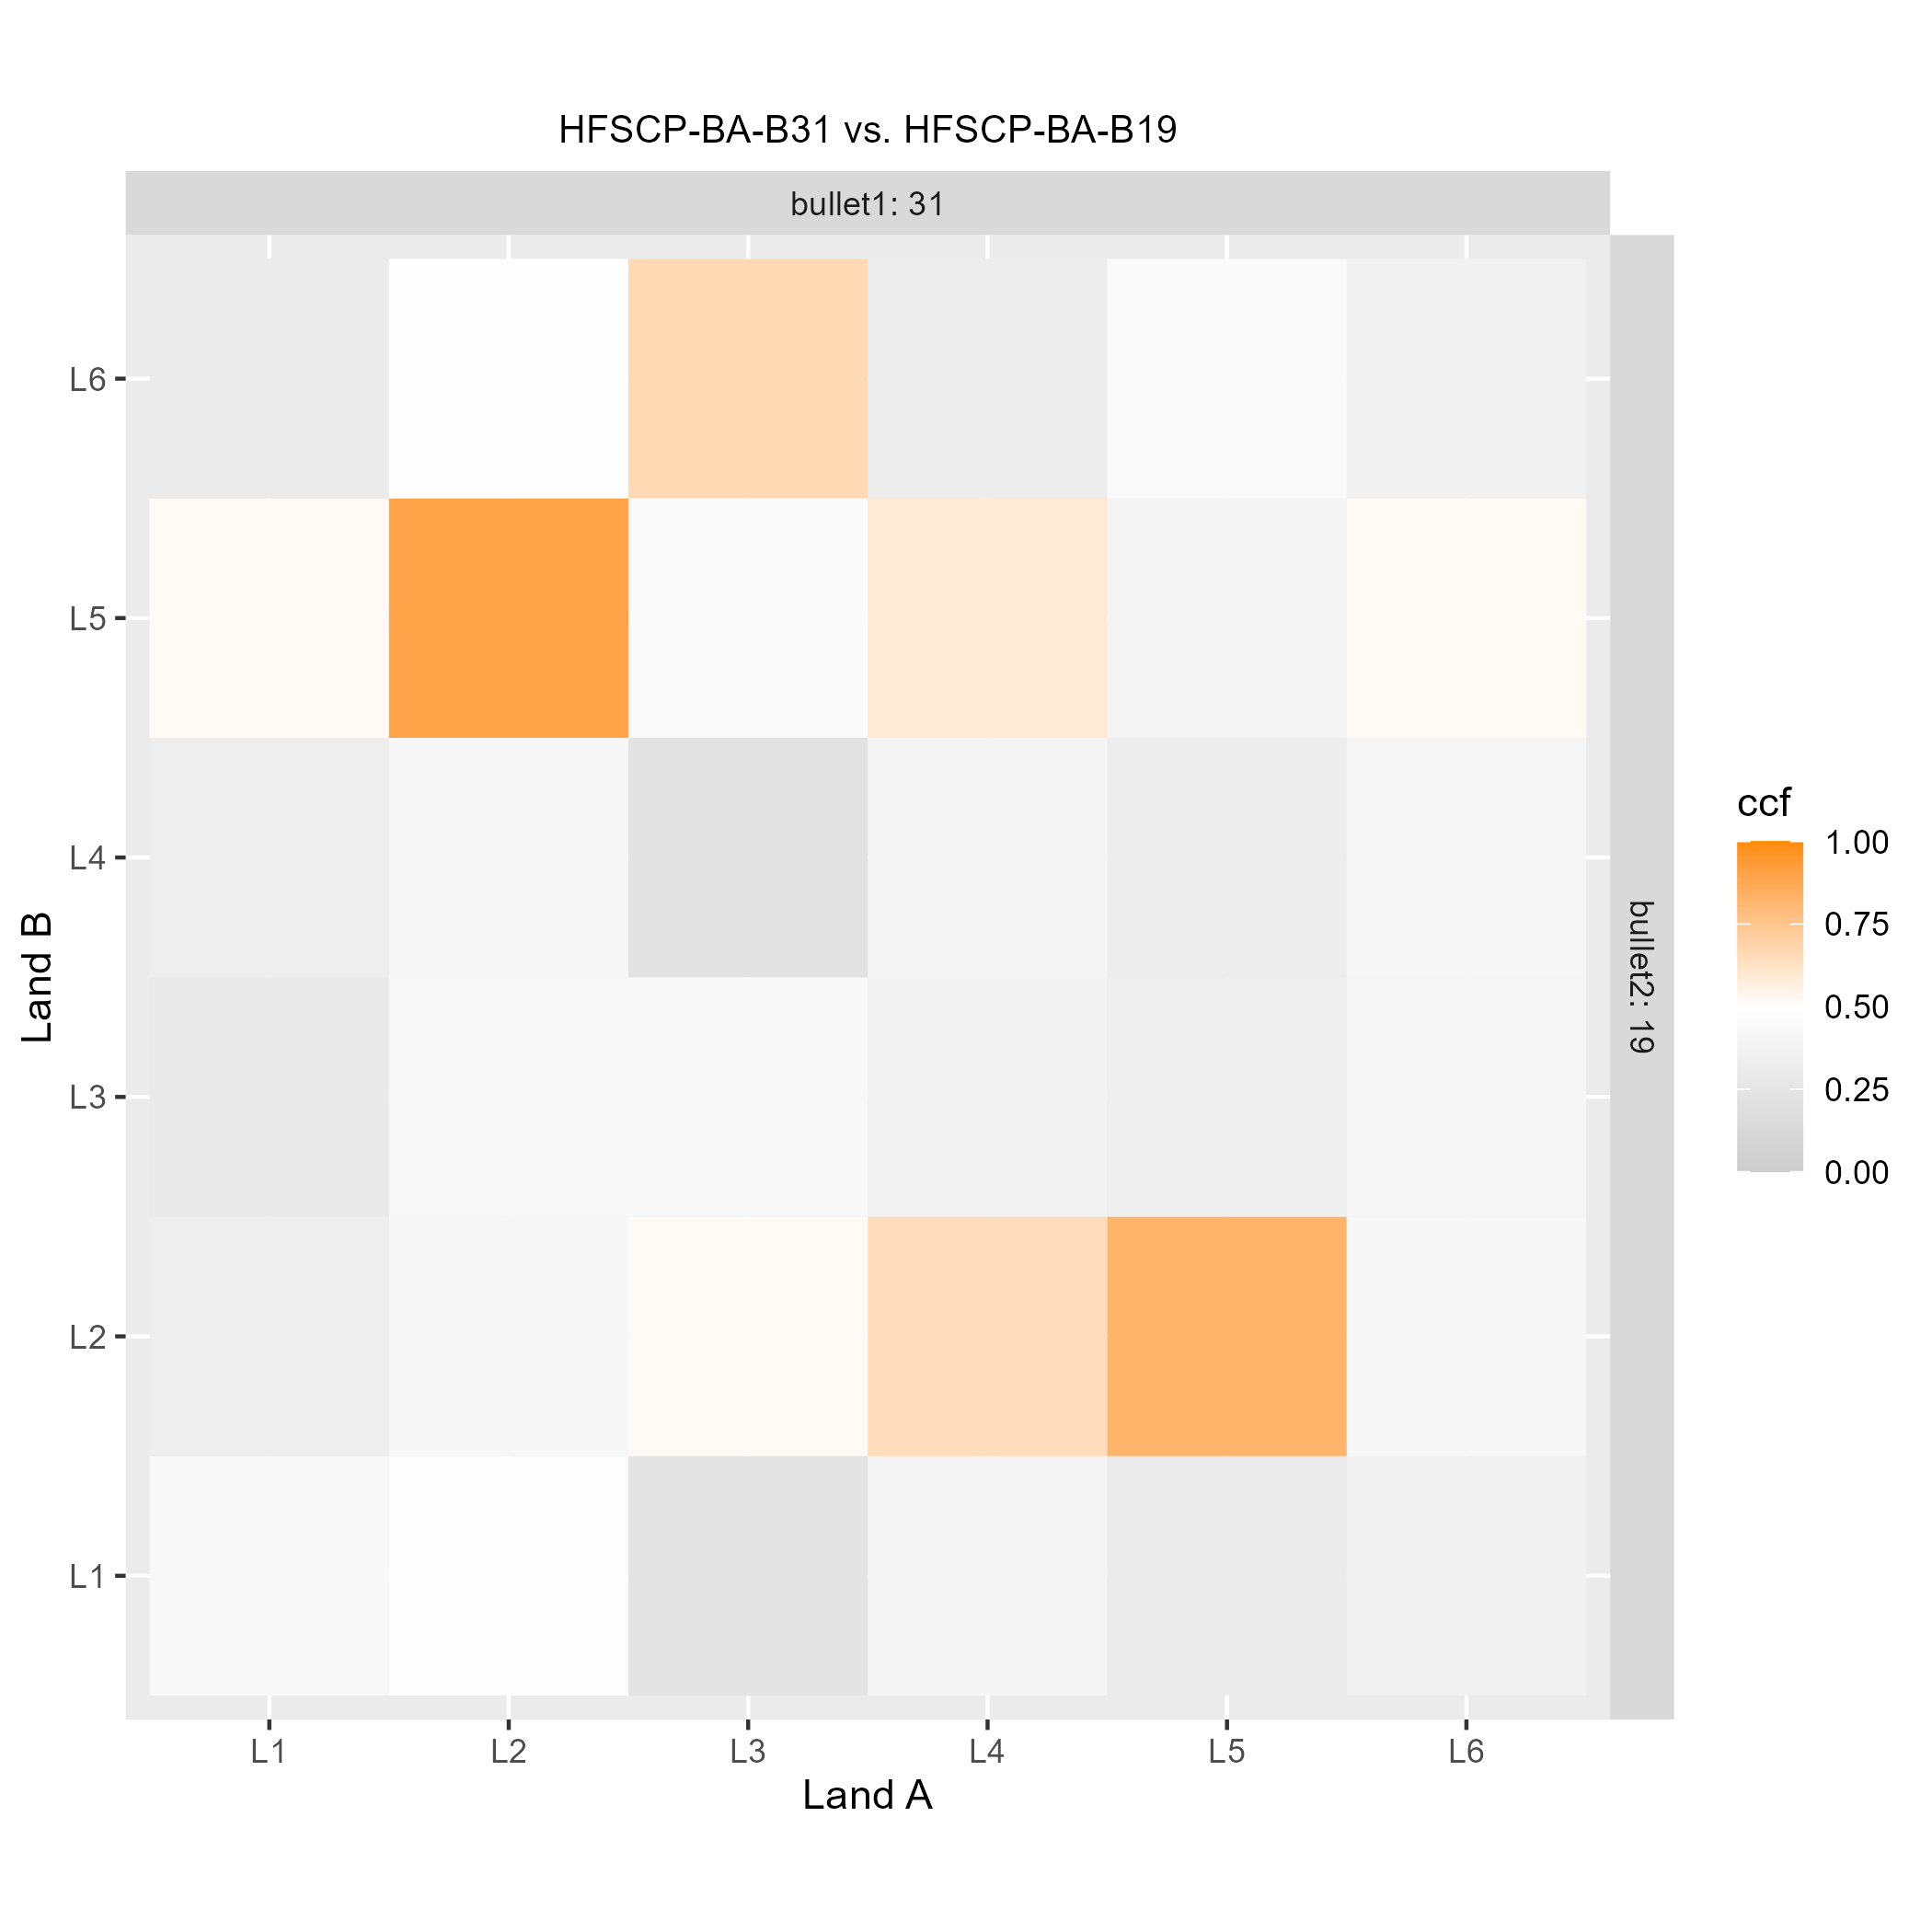 HFSCP-BA-B31 vs. HFSCP-BA-B19
bullet1: 31
L6
L5
L4
L3
L2
L1
Land B
bullet2: 19
L1 L2 L3 L4 L5 L6
Land A
ccf
1.00
0.75
0.50
0.25
0.00